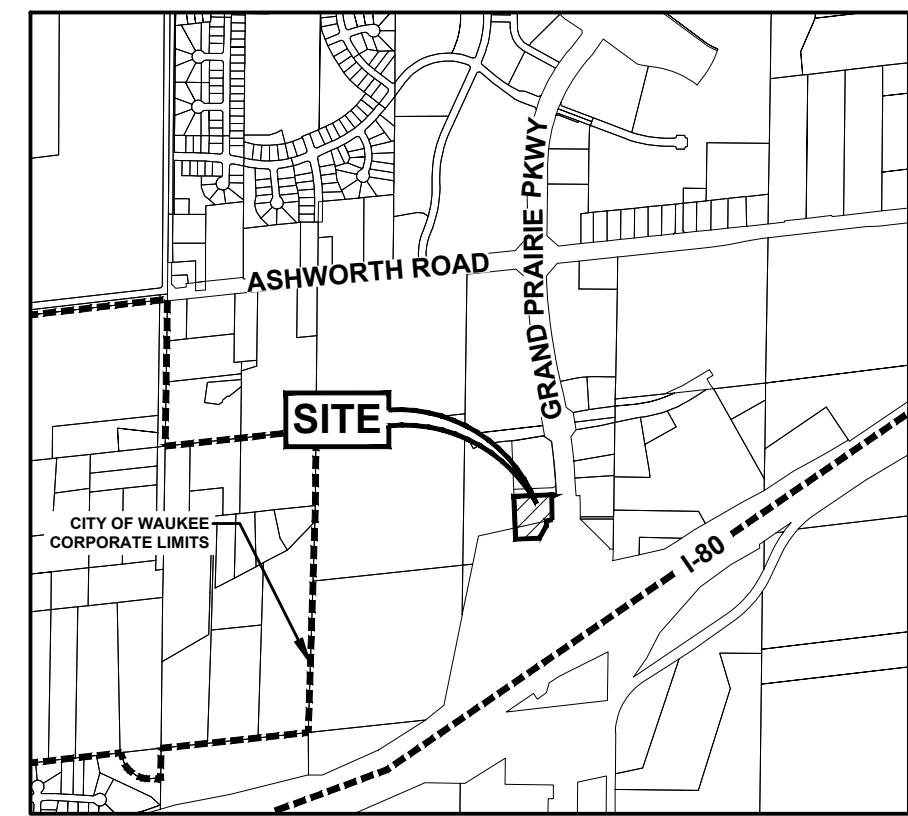 GRAND PRAIRIE PKWY
ASHWORTH ROAD
SITE
CITY OF WAUKEE
CORPORATE LIMITS
I-80